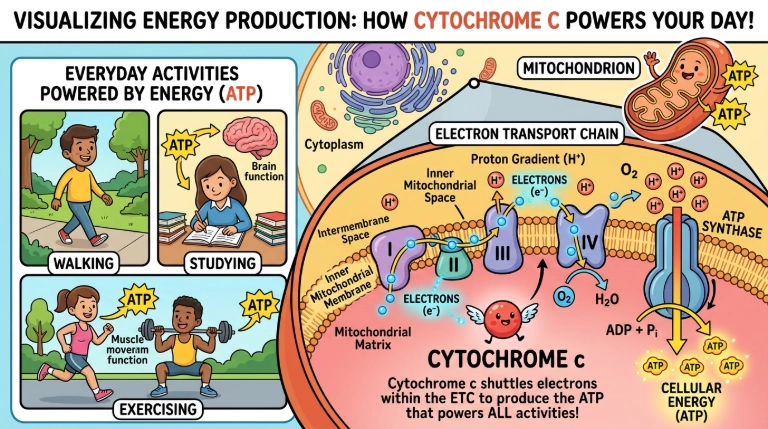 VISUALIZING ENERGY PRODUCTION: HOW CYTOCHROME C POWERS YOUR DAY!
EVERYDAY ACTIVITIES
POWERED BY ENERGY (ATP)
WALKING
ATP
Brain
function
STUDYING
ATP
Muscle
movem
function
ATP
EXERCISING
Cytoplasm
MITOCHONDRION
ATP
ATP
ELECTRON TRANSPORT CHAIN
Proton Gradient (H⁺)
Inner
Mitochondrial
Space
Intermembrane
Space
Inner
Mitochondrial
Membrane
Mitochondrial
Matrix
H⁺
H⁺
ELECTRONS
(e⁻)
H⁺
O₂
H⁺
H⁺
H⁺
H⁺
H⁺
I
II
III
IV
ELECTRONS
(e⁻)
O₂
H₂O
ATP
SYNTHASE
ADP + Pᵢ
ATP
ATP
ATP
ATP
CELLULAR
ENERGY
(ATP)
CYTOCHROME c
Cytochrome c shuttles electrons
within the ETC to produce the ATP
that powers ALL activities!